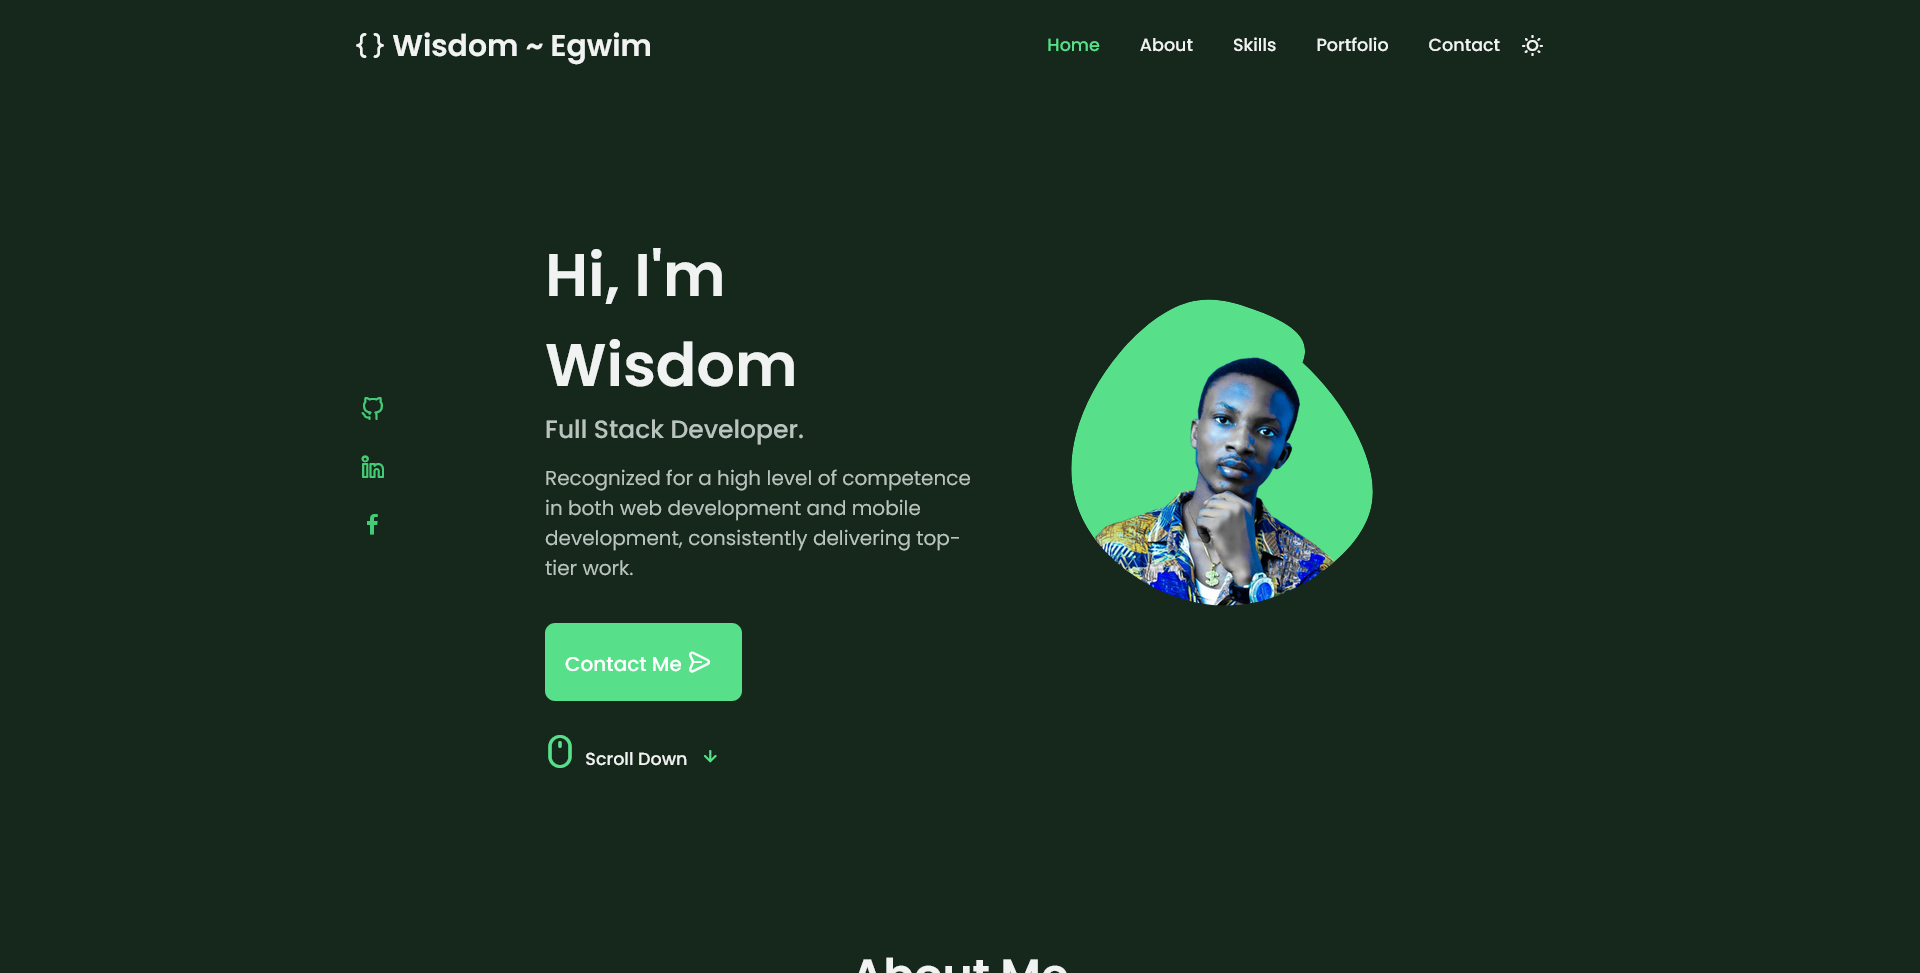 { } Wisdom ~ Egwim
Home About Skills Portfolio Contact
Hi, I'm
Wisdom
Full Stack Developer.
Recognized for a high level of competence
in both web development and mobile
development, consistently delivering top-
tier work.
Contact Me
Scroll Down
About Me